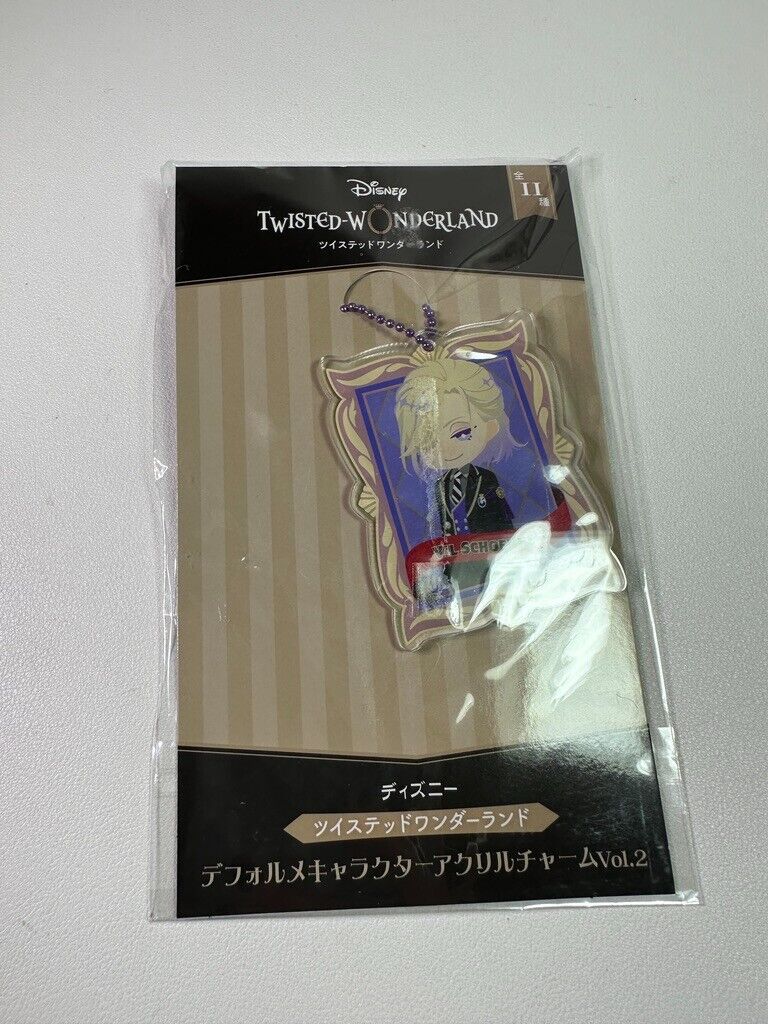 Disney
全
II
種
TWISTED-WONDERLAND
ツイステッドワンダーランド
ディズニー
ツイステッドワンダーランド
デフォルメキャラクターアクリルチャームVol.2